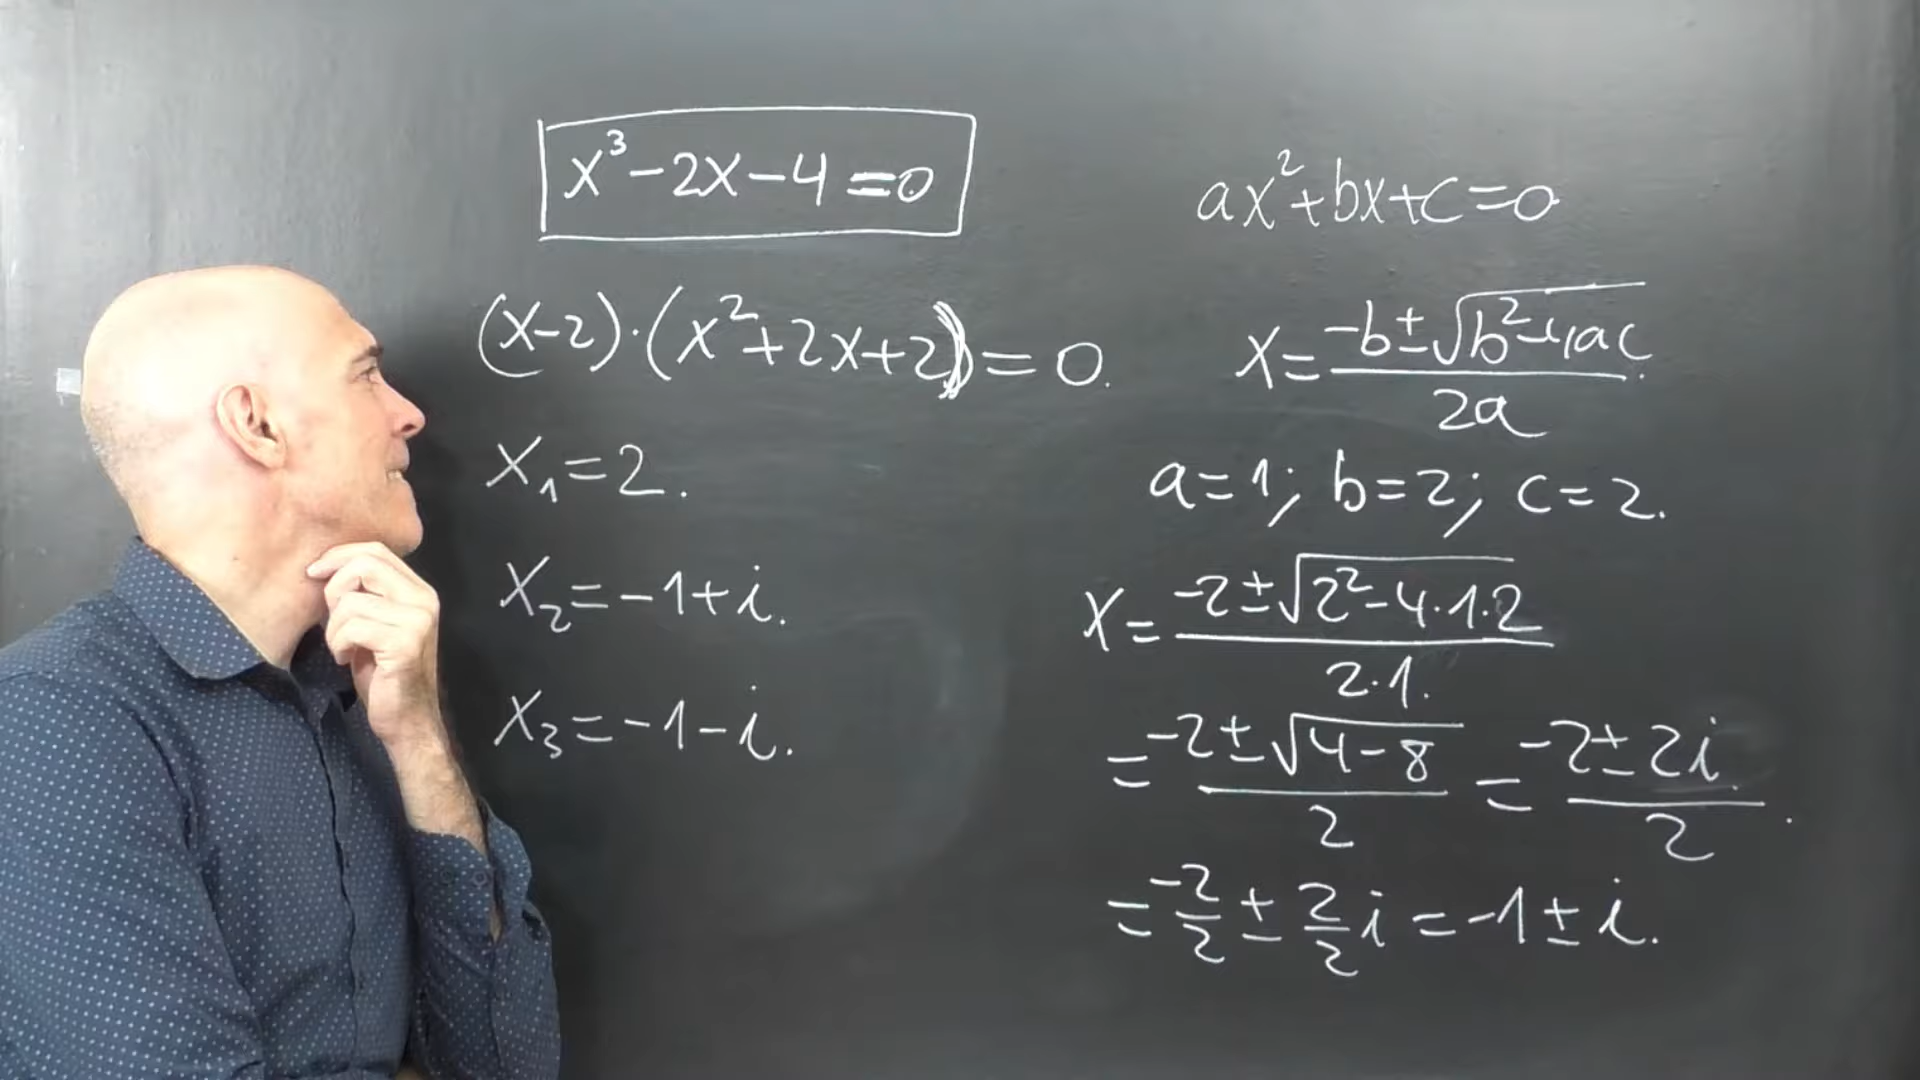 x³-2x-4=0
(x-2)·(x²+2x+2)=0.
x₁=2.
x₂=-1+i.
x₃=-1-i.
ax²+bx+c=0
x=(-b±√(b²-4ac))/(2a)
a=1; b=2; c=2.
x=(-2±√(2²-4·1·2))/(2·1.)
=(-2±√(4-8))/2=(-2±2i)/2.
=-2/2±2/2i=-1±i.